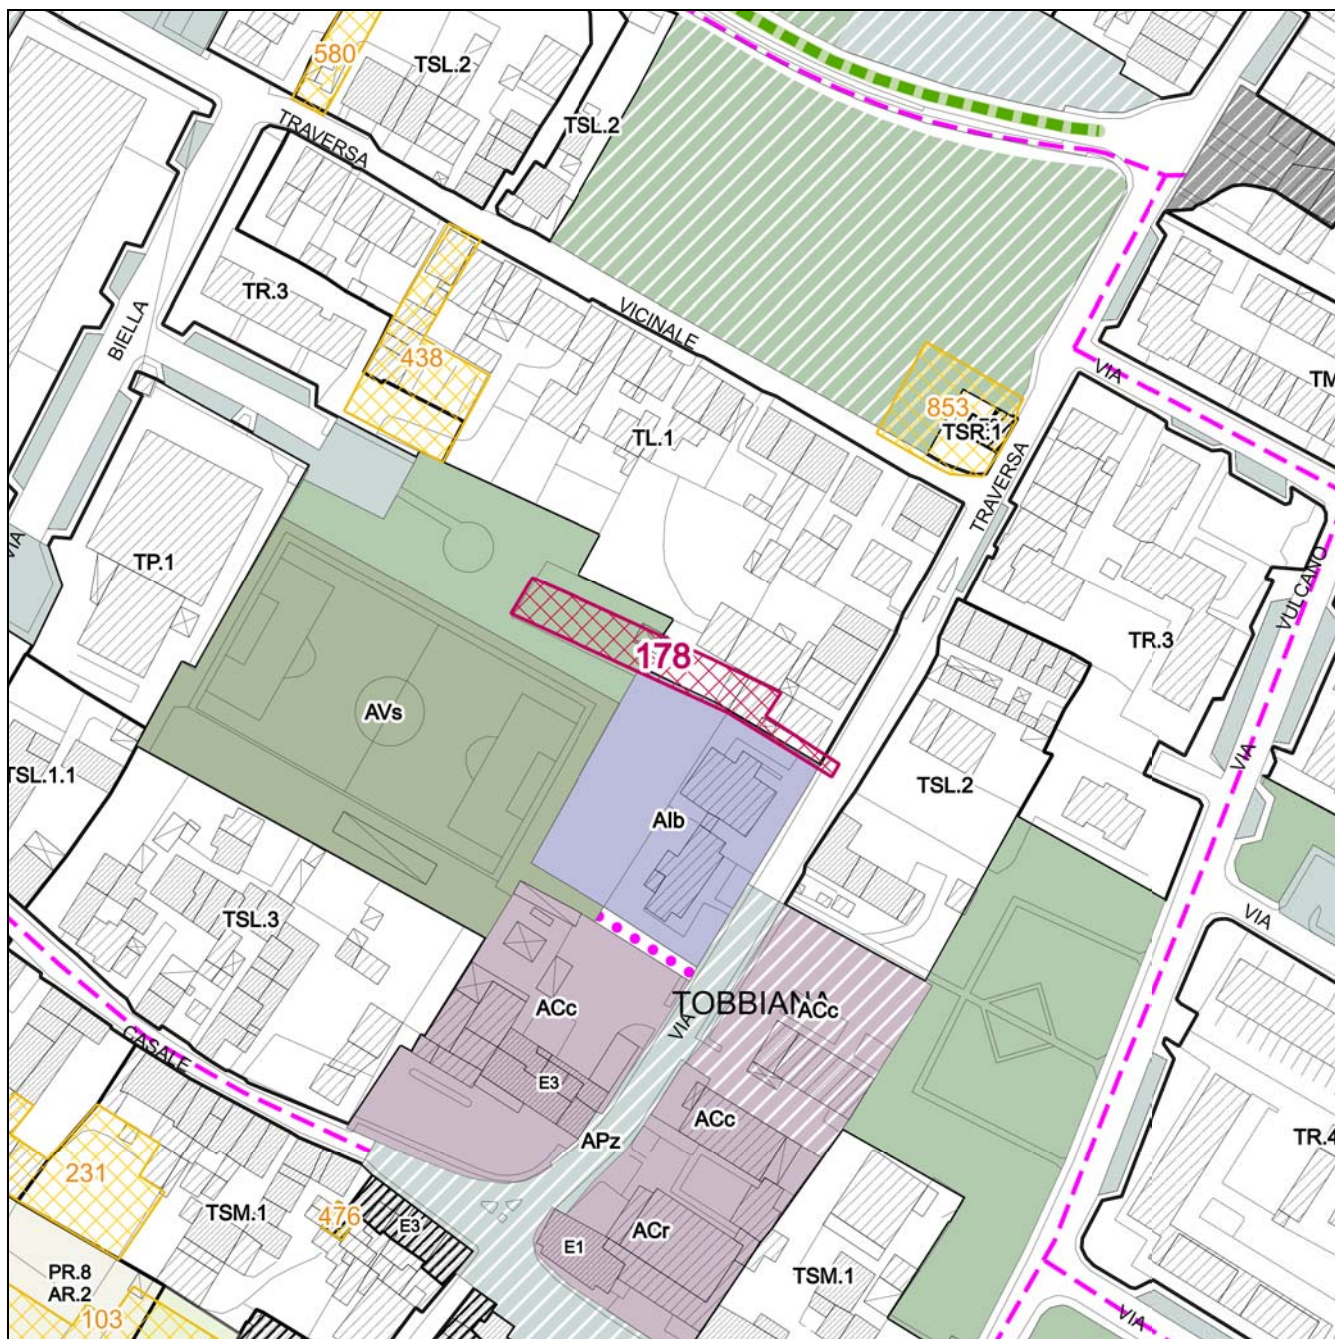 580
TSL.2
TSL.2
TRAVERSA
TR.3
BIELLA
438
VICINALE
TL.1
853
TSR.1
TRAVERSA
VIA
TM
VIA
TP.1
VULCANO
TR.3
178
AVs
TSL.1.1
TSL.2
VIA
AIb
TSL.3
VIA
TOBBIANA
ACc
ACc
VIA
CASALE
E3
ACc
APz
TR.4
231
TSM.1
476
E3
ACr
E1
TSM.1
PR.8
AR.2
103
VIA